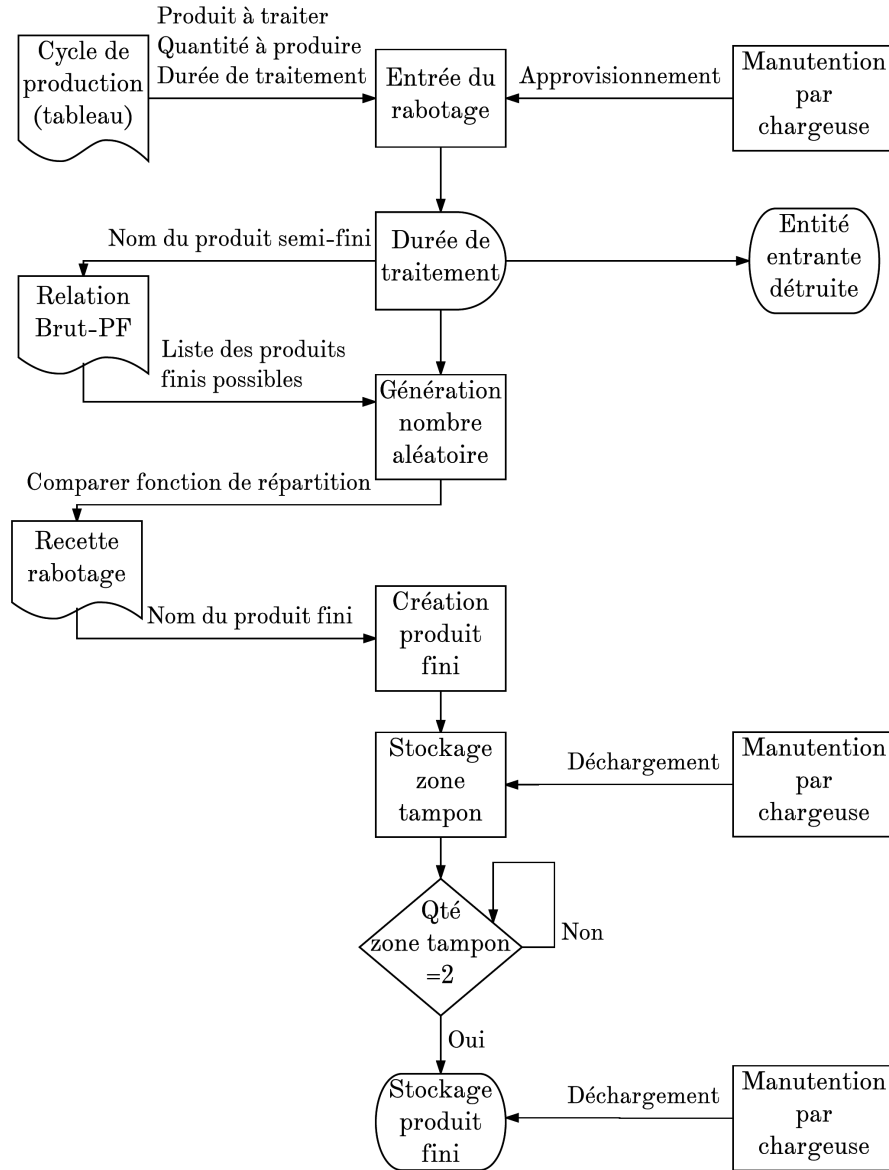 Produit à traiter
Quantité à produire
Durée de traitement
Cycle de
production
(tableau)
Entrée du
rabotage
Approvisionnement
Manutention
par
chargeuse
Nom du produit semi-fini
Durée de
traitement
Entité
entrante
détruite
Relation
Brut-PF
Liste des produits
finis possibles
Génération
nombre
aléatoire
Comparer fonction de répartition
Recette
rabotage
Nom du produit fini
Création
produit
fini
Stockage
zone
tampon
Déchargement
Manutention
par
chargeuse
Qté
zone tampon
=2
Non
Oui
Stockage
produit
fini
Déchargement
Manutention
par
chargeuse